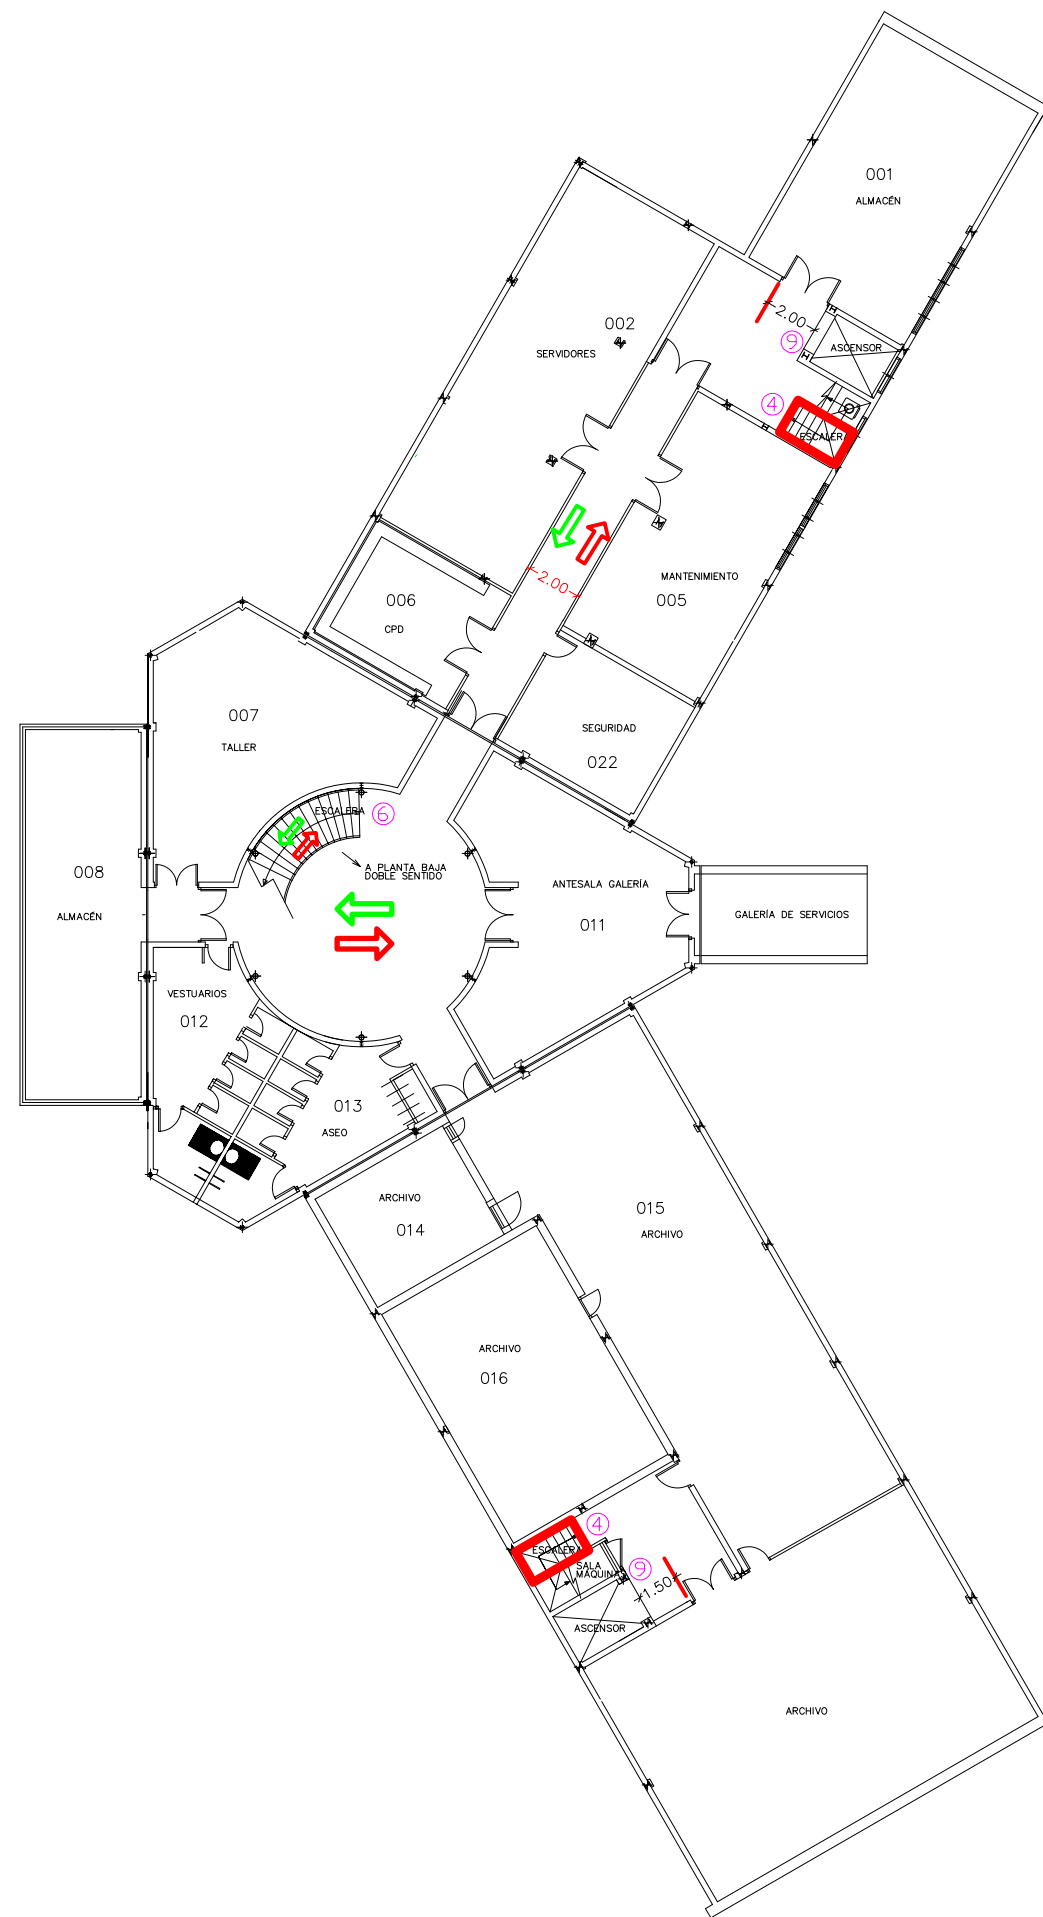 001
ALMACÉN
2.00
⑨
ASCENSOR
④
ESCALERA
002
SERVIDORES
2.00
MANTENIMIENTO
005
006
CPD
007
TALLER
SEGURIDAD
022
ESCALERA
⑥
A PLANTA BAJA
DOBLE SENTIDO
008
ALMACÉN
ANTESALA GALERÍA
011
GALERÍA DE SERVICIOS
VESTUARIOS
012
013
ASEO
ARCHIVO
014
015
ARCHIVO
ARCHIVO
016
④
ESCALERA
SALA
MAQUINA
⑨
1.50
ASCENSOR
ARCHIVO